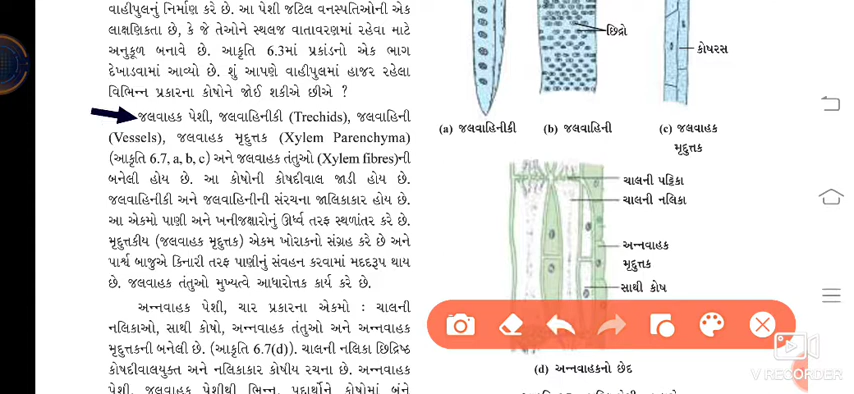 વાહીપુલનું નિર્માણ કરે છે. આ પેશી જટિલ વનસ્પતિઓની એક
લાક્ષણિકતા છે, કે જે તેઓને સ્થલજ વાતાવરણમાં રહેવા માટે
અનુકૂળ બનાવે છે. આકૃતિ 6.3માં પ્રકાંડનો એક ભાગ
દેખાડવામાં આવ્યો છે. શું આપણે વાહીપુલમાં હાજર રહેલા
વિભિન્ન પ્રકારના કોષોને જોઈ શકીએ છીએ ?
જલવાહક પેશી, જલવાહિનીકી (Trechids), જલવાહિની
(Vessels), જલવાહક મૃદુત્તક (Xylem Parenchyma)
(આકૃતિ 6.7, a, b, c) અને જલવાહક તંતુઓ (Xylem fibres)ની
બનેલી હોય છે. આ કોષોની કોષદીવાલ જાડી હોય છે.
જલવાહિનીકી અને જલવાહિનીની સંરચના જાલિકાકાર હોય છે.
આ એકમો પાણી અને ખનીજક્ષારોનું ઊર્ધ્વ તરફ સ્થળાંતર કરે છે.
મૃદુત્તકીય (જલવાહક મૃદુત્તક) એકમ ખોરાકનો સંગ્રહ કરે છે અને
પાર્શ્વ બાજુએ કિનારી તરફ પાણીનું સંવહન કરવામાં મદદરૂપ થાય
છે. જલવાહક તંતુઓ મુખ્યત્વે આધારોત્તક કાર્ય કરે છે.
અન્નવાહક પેશી, ચાર પ્રકારના એકમો : ચાલની
નલિકાઓ, સાથી કોષો, અન્નવાહક તંતુઓ અને અન્નવાહક
મૃદુત્તકની બનેલી છે. (આકૃતિ 6.7(d)). ચાલની નલિકા છિદ્રિષ્ઠ
કોષદીવાલયુક્ત અને નલિકાકાર કોષીય રચના છે. અન્નવાહક
પેશી, જલવાહક પેશીથી ભિન્ન, પદાર્થોને કોષોમાં બંને
છિદ્રો
કોષરસ
(a) જલવાહિનીકી
(b) જલવાહિની
(c) જલવાહક
મૃદુત્તક
ચાલની પટ્ટિકા
ચાલની નલિકા
અન્નવાહક
મૃદુત્તક
સાથી કોષ
(d) અન્નવાહકનો છેદ
V RECORDER